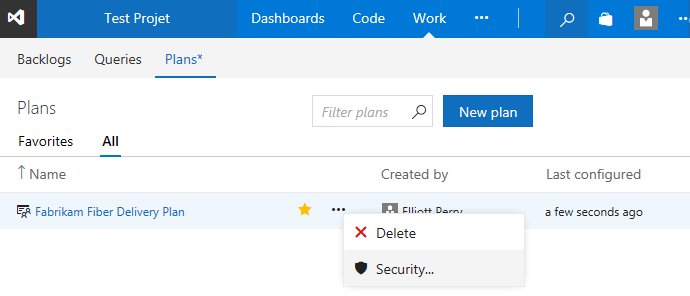 Test Projet Dashboards Code Work
Backlogs Queries Plans*
Plans Filter plans New plan
Favorites All
Name Created by Last configured
Fabrikam Fiber Delivery Plan Elliott Perry a few seconds ago
Delete
Security...